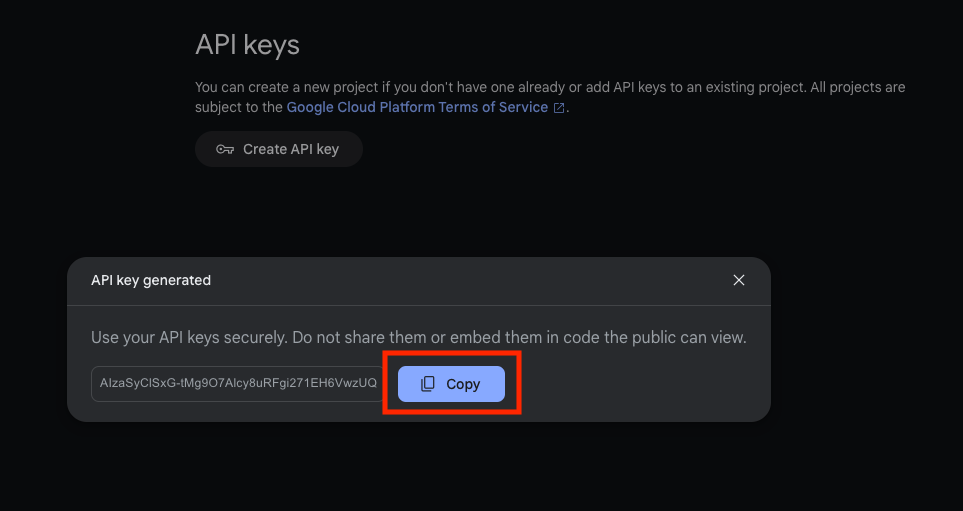 API keys
You can create a new project if you don't have one already or add API keys to an existing project. All projects are
subject to the Google Cloud Platform Terms of Service.
Create API key
API key generated
Use your API keys securely. Do not share them or embed them in code the public can view.
Copy